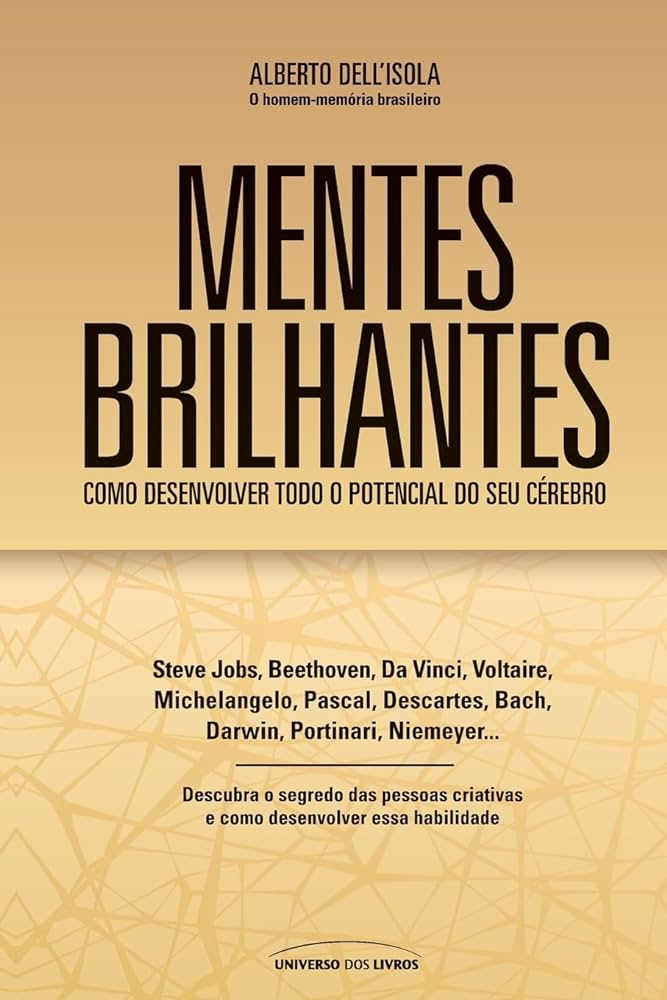 ALBERTO DELL'ISOLA
O homem-memória brasileiro
MENTES
BRILHANTES
COMO DESENVOLVER TODO O POTENCIAL DO SEU CÉREBRO
Steve Jobs, Beethoven, Da Vinci, Voltaire,
Michelangelo, Pascal, Descartes, Bach,
Darwin, Portinari, Niemeyer...
Descubra o segredo das pessoas criativas
e como desenvolver essa habilidade
UNIVERSO DOS LIVROS